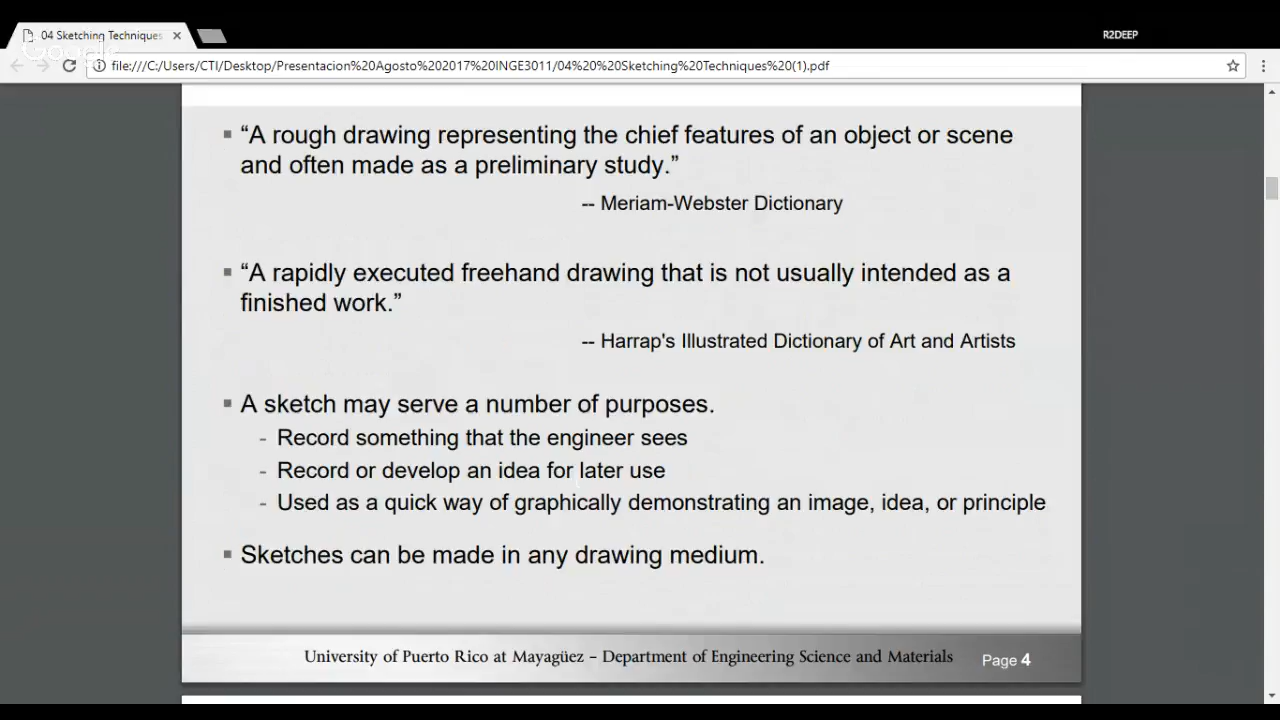 04 Sketching Techniques
R2DEEP
Google
file:///C:/Users/CTI/Desktop/Presentacion%20Agosto%202017%20INGE3011/04%20%20Sketching%20Techniques%20(1).pdf
“A rough drawing representing the chief features of an object or scene
and often made as a preliminary study.”
-- Meriam-Webster Dictionary
“A rapidly executed freehand drawing that is not usually intended as a
finished work.”
-- Harrap's Illustrated Dictionary of Art and Artists
A sketch may serve a number of purposes.
- Record something that the engineer sees
- Record or develop an idea for later use
- Used as a quick way of graphically demonstrating an image, idea, or principle
Sketches can be made in any drawing medium.
University of Puerto Rico at Mayagüez – Department of Engineering Science and Materials
Page 4